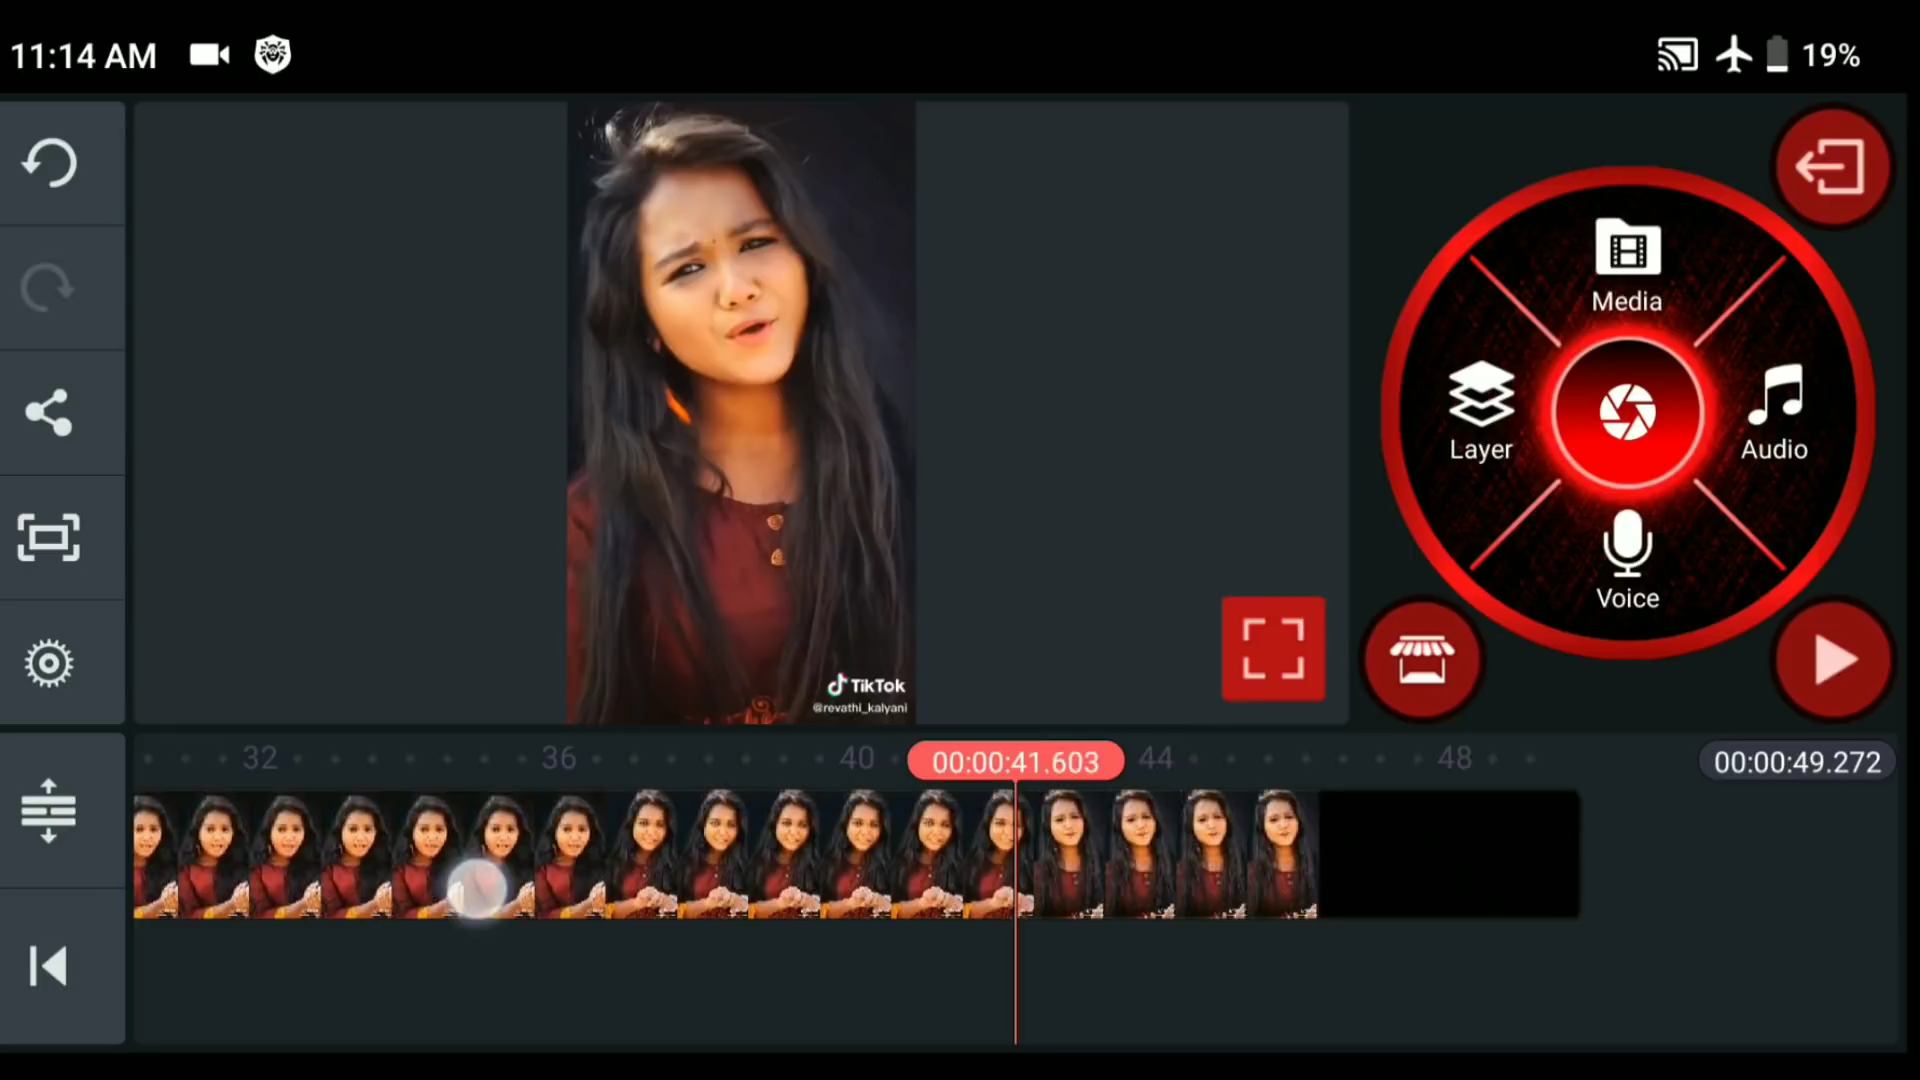 11:14 AM
19%
Media
Layer
Audio
Voice
TikTok
@revathi_kalyani
32
36
40
00:00:41.603
44
48
00:00:49.272